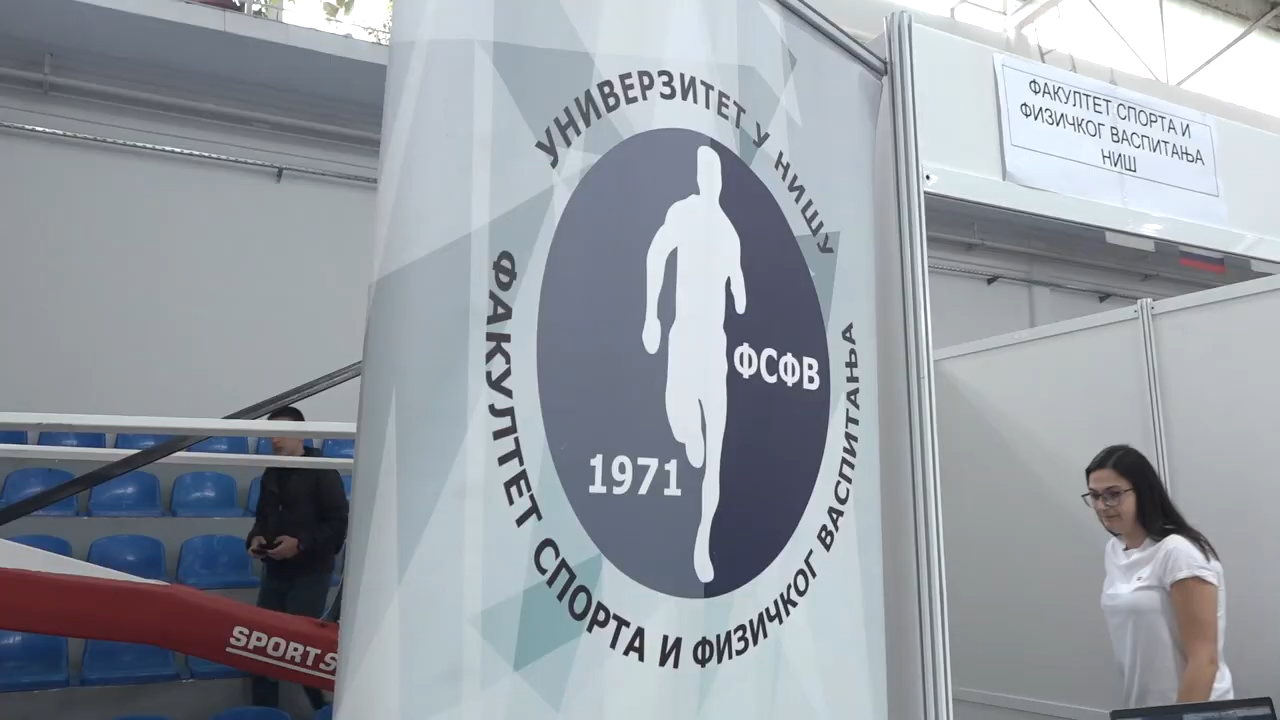 УНИВЕРЗИТЕТ У НИШУ
ФАКУЛТЕТ СПОРТА И ФИЗИЧКОГ ВАСПИТАЊА
ФСФВ
1971
ФАКУЛТЕТ СПОРТА И
ФИЗИЧКОГ ВАСПИТАЊА
НИШ
SPORTS